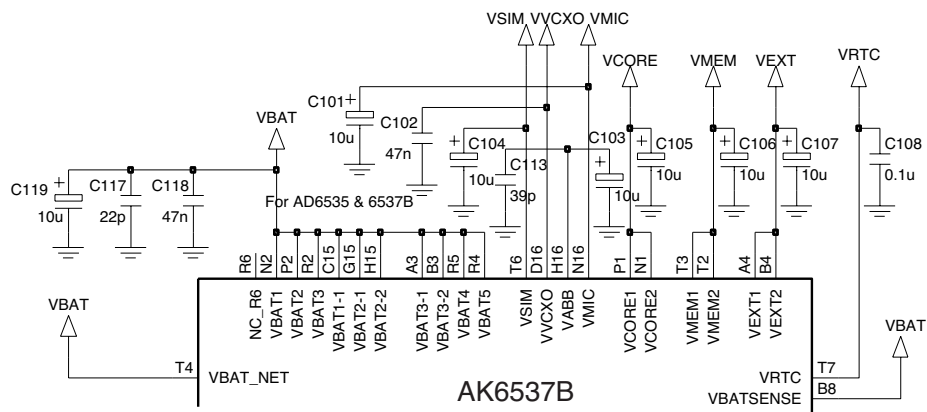 VSIM VVCXO VMIC
VCORE
VMEM
VEXT
VRTC
VBAT
C101
+
10u
C102
47n
+
C104
10u
C113
39p
C103
+
10u
+
C105
10u
+
C106
10u
+
C107
10u
C108
0.1u
C119
+
10u
C117
22p
C118
47n
For AD6535 & 6537B
R6
N2
P2
R2
C15
G15
H15
A3
B3
R5
R4
T6
D16
H16
N16
P1
N1
T3
T2
A4
B4
NC_R6
VBAT1
VBAT2
VBAT3
VBAT1-1
VBAT2-1
VBAT2-2
VBAT3-1
VBAT3-2
VBAT4
VBAT5
VSIM
VVCXO
VABB
VMIC
VCORE1
VCORE2
VMEM1
VMEM2
VEXT1
VEXT2
VBAT
VBAT
T4
VBAT_NET
AK6537B
VRTC
T7
VBATSENSE
B8